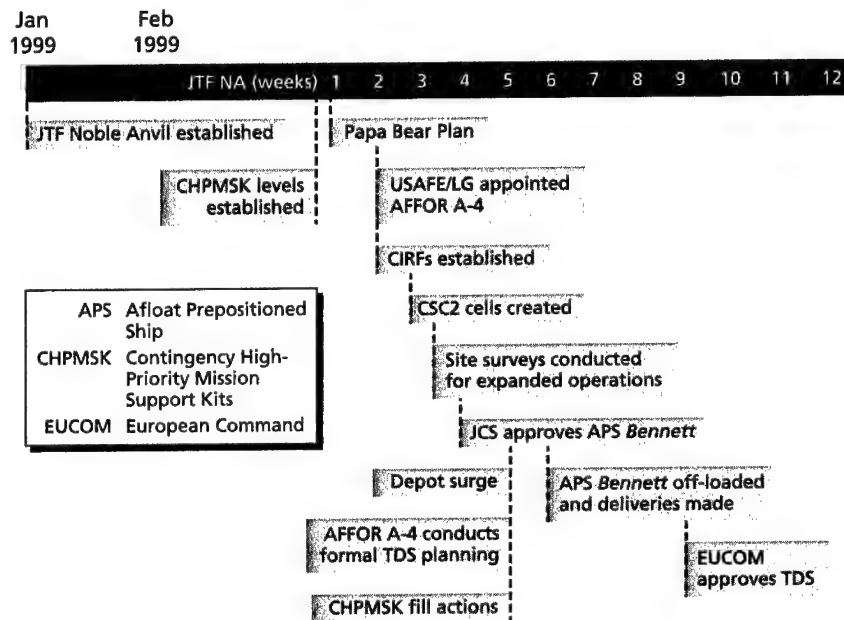 Jan
1999
Feb
1999
JTF NA (weeks) 1 2 3 4 5 6 7 8 9 10 11 12
JTF Noble Anvil established
Papa Bear Plan
CHPMSK levels
established
USAFE/LG appointed
AFFOR A-4
CIRFs established
CSC2 cells created
APS Afloat Prepositioned
Ship
CHPMSK Contingency High-
Priority Mission
Support Kits
EUCOM European Command
Site surveys conducted
for expanded operations
JCS approves APS Bennett
Depot surge
APS Bennett off-loaded
and deliveries made
AFFOR A-4 conducts
formal TDS planning
EUCOM
approves TDS
CHPMSK fill actions